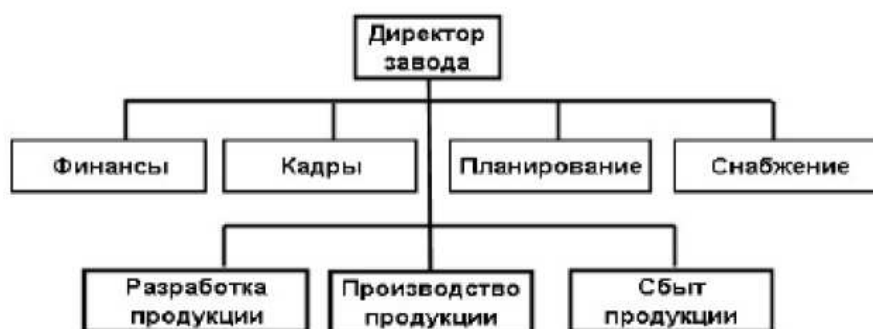 Директор
завода
Финансы
Кадры
Планирование
Снабжение
Разработка
продукции
Производство
продукции
Сбыт
продукции